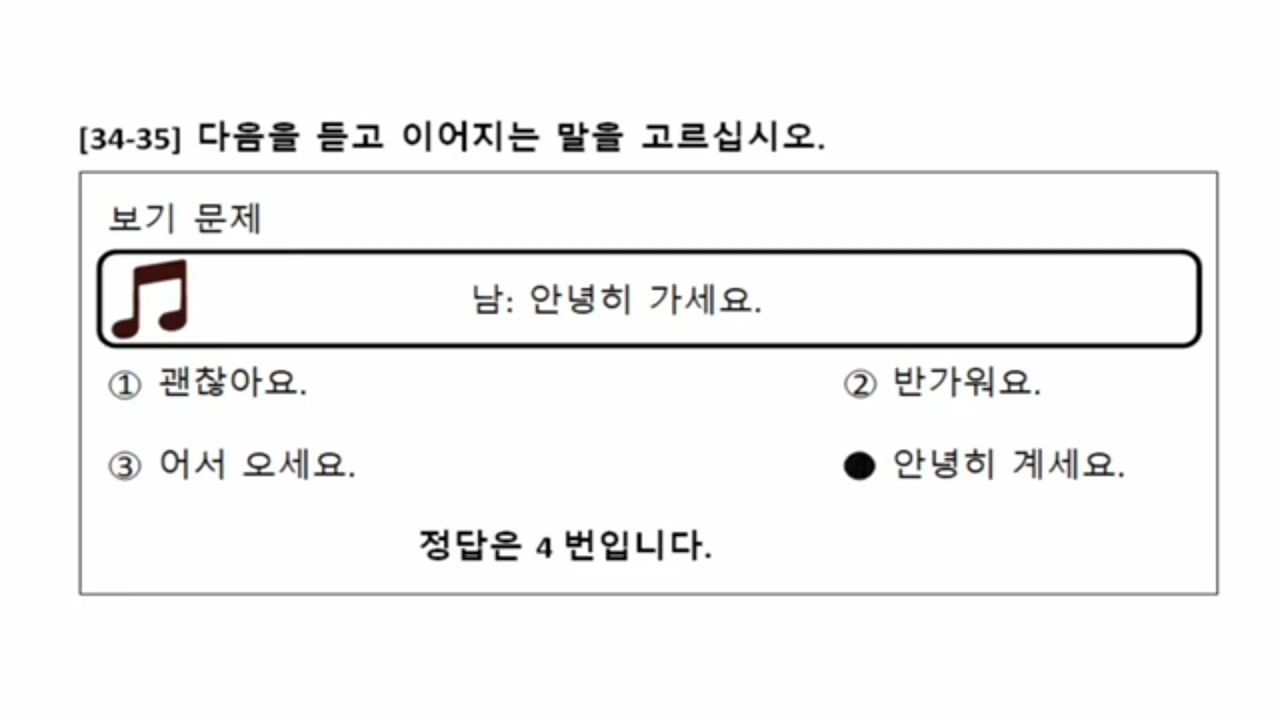 [34-35] 다음을 듣고 이어지는 말을 고르십시오.
보기 문제
남: 안녕히 가세요.
① 괜찮아요. ② 반가워요.
③ 어서 오세요. ● 안녕히 계세요.
정답은 4 번입니다.